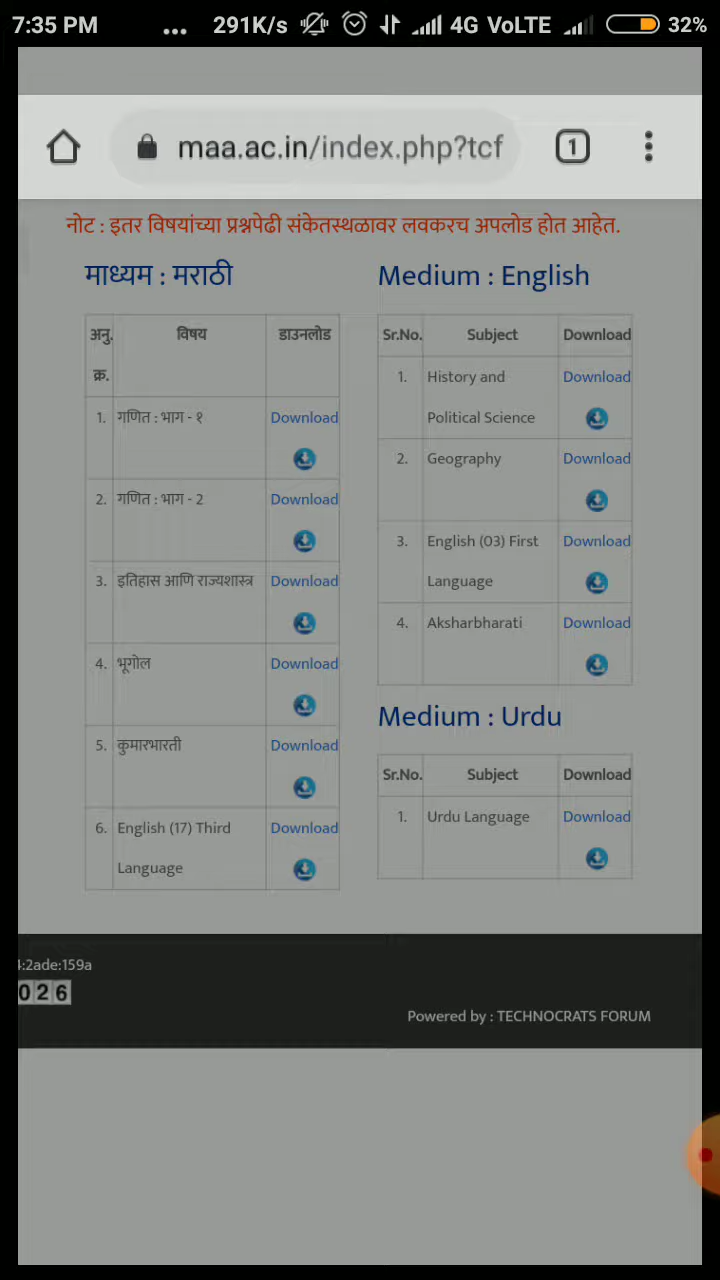 7:35 PM ... 291K/s 4G VoLTE 32%
maa.ac.in/index.php?tcf 1
नोट : इतर विषयांच्या प्रश्नपेढी संकेतस्थळावर लवकरच अपलोड होत आहेत.
माध्यम : मराठी
अनु. क्र. विषय डाउनलोड
1. गणित : भाग - १ Download
2. गणित : भाग - 2 Download
3. इतिहास आणि राज्यशास्त्र Download
4. भूगोल Download
5. कुमारभारती Download
6. English (17) Third Download
Language
Medium : English
Sr.No. Subject Download
1. History and Download
Political Science
2. Geography Download
3. English (03) First Download
Language
4. Aksharbharati Download
Medium : Urdu
Sr.No. Subject Download
1. Urdu Language Download
:2ade:159a
026
Powered by : TECHNOCRATS FORUM